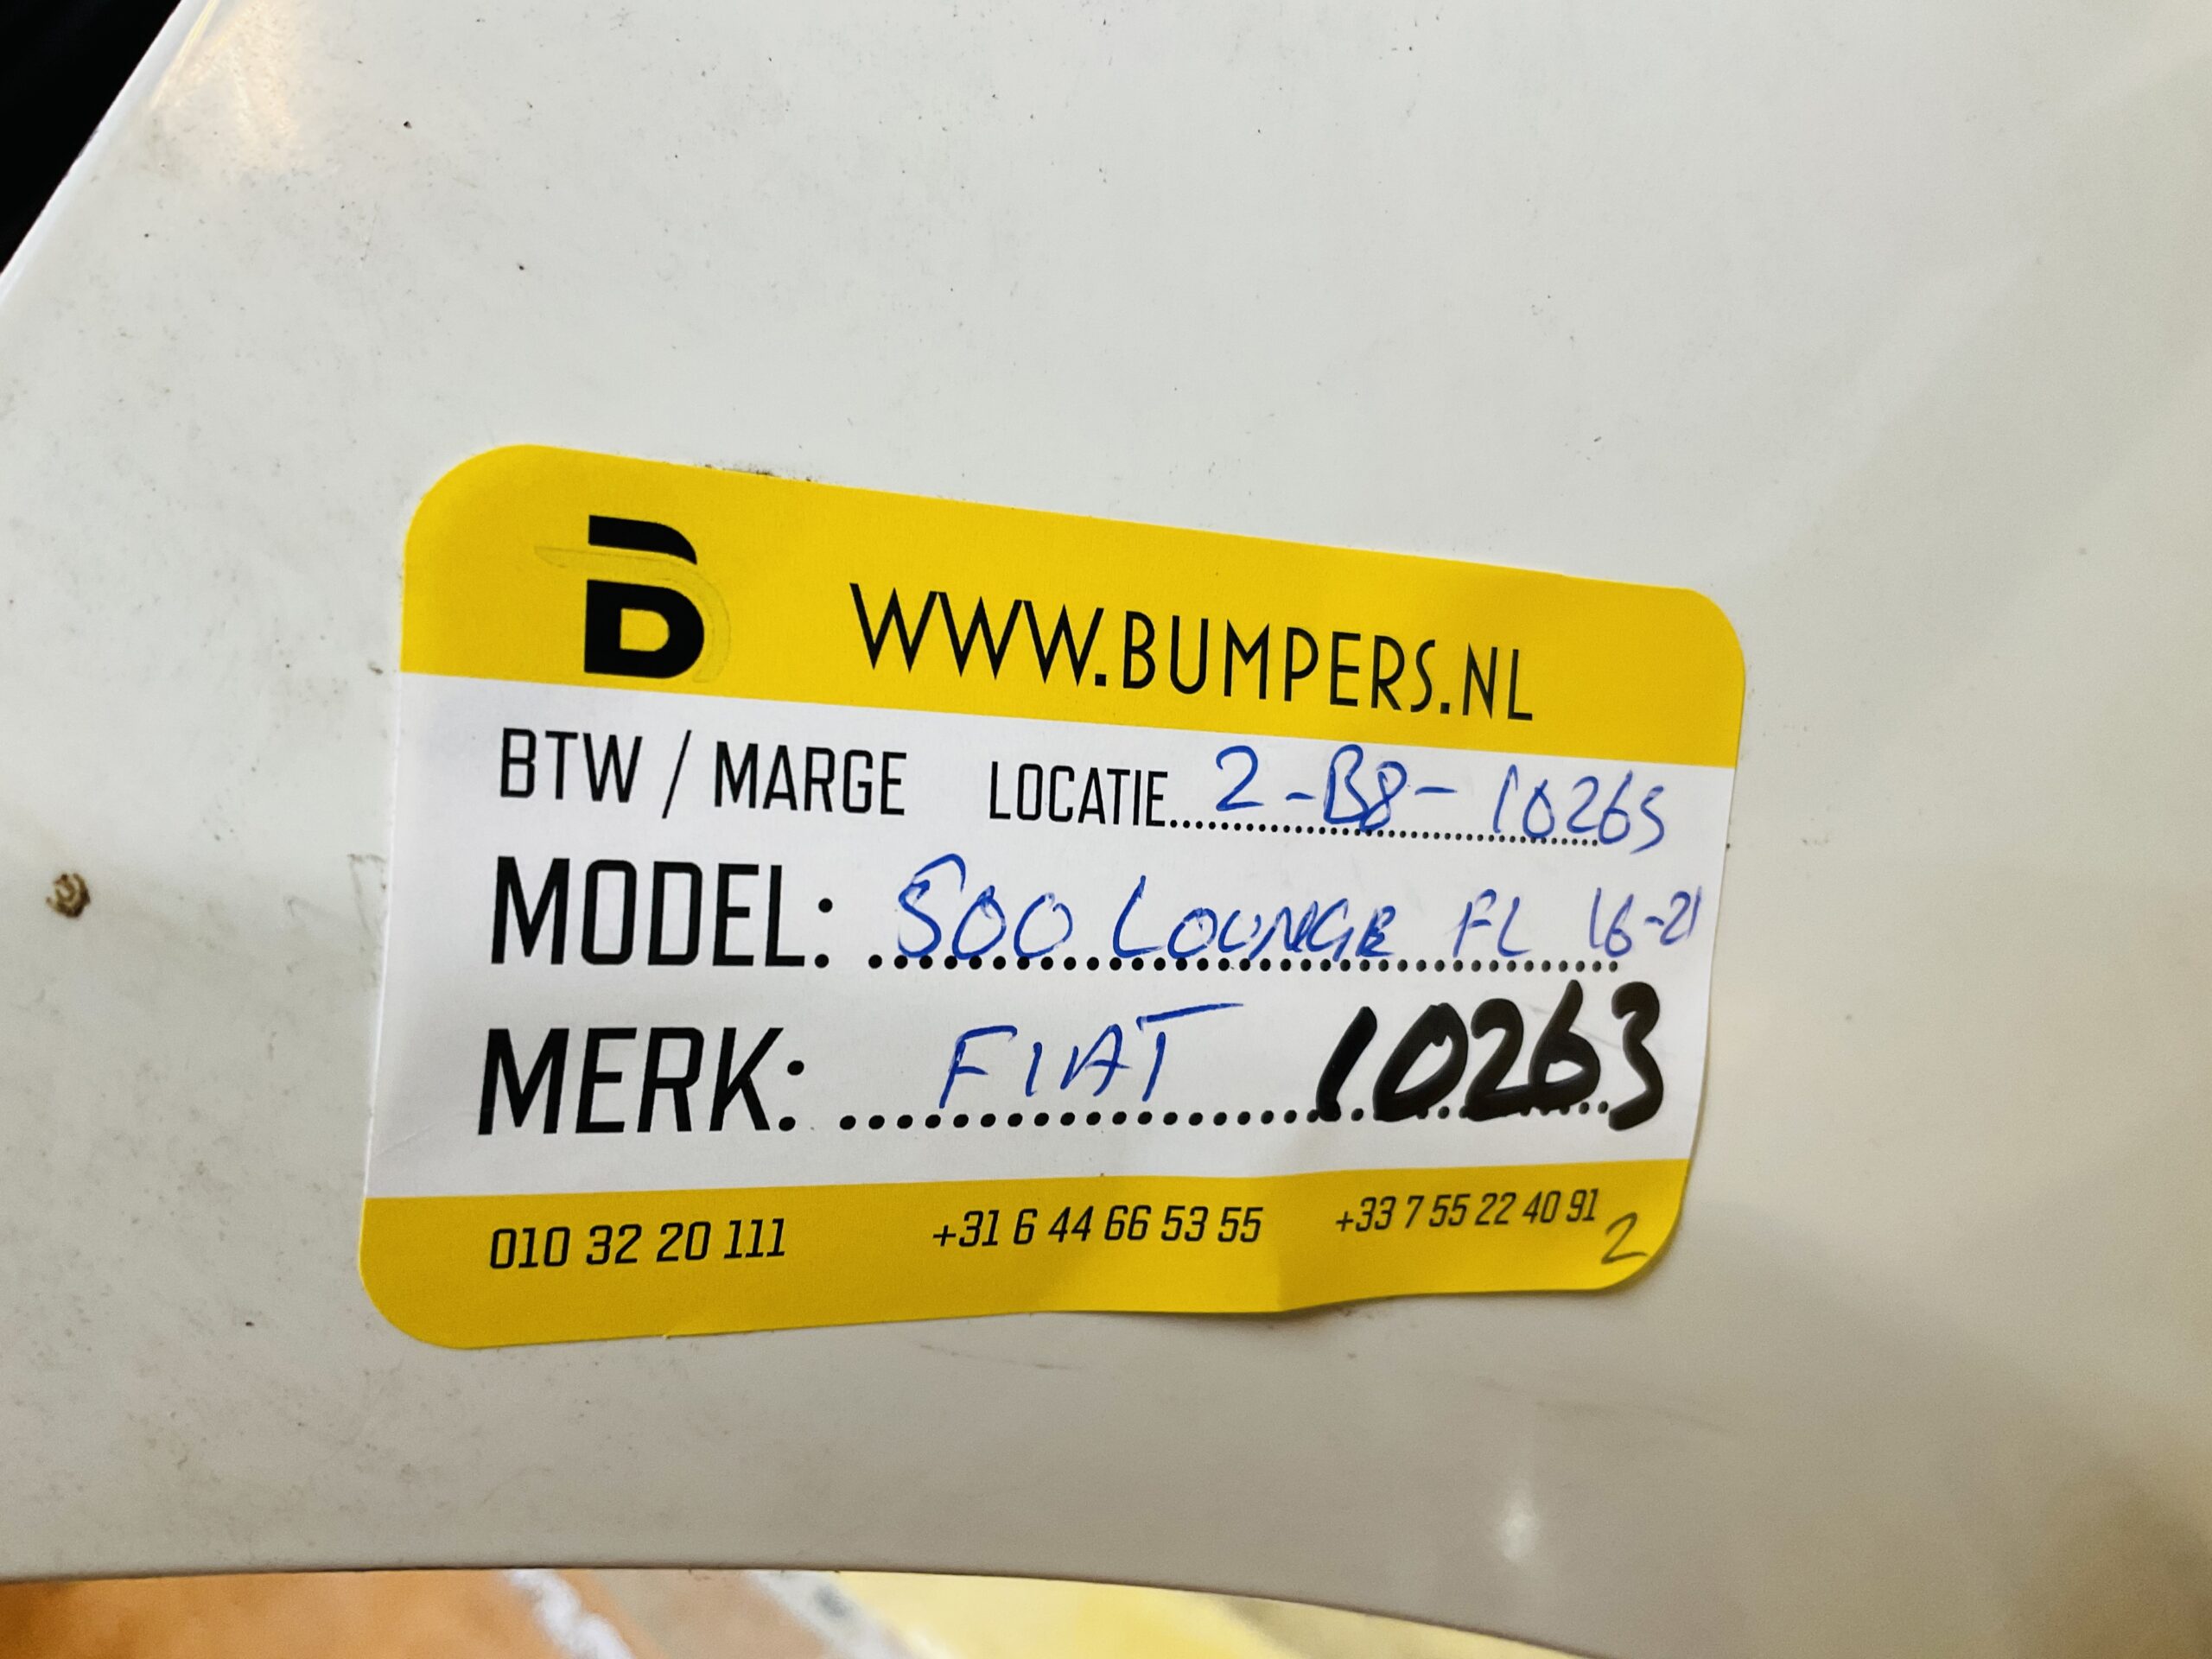 B WWW.BUMPERS.NL
BTW / MARGE LOCATIE 2-B8-10265
MODEL: 500 LOUNGE FL 16-21
MERK: FIAT 10263
010 32 20 111 +31 6 44 66 53 55 +33 7 55 22 40 91 2